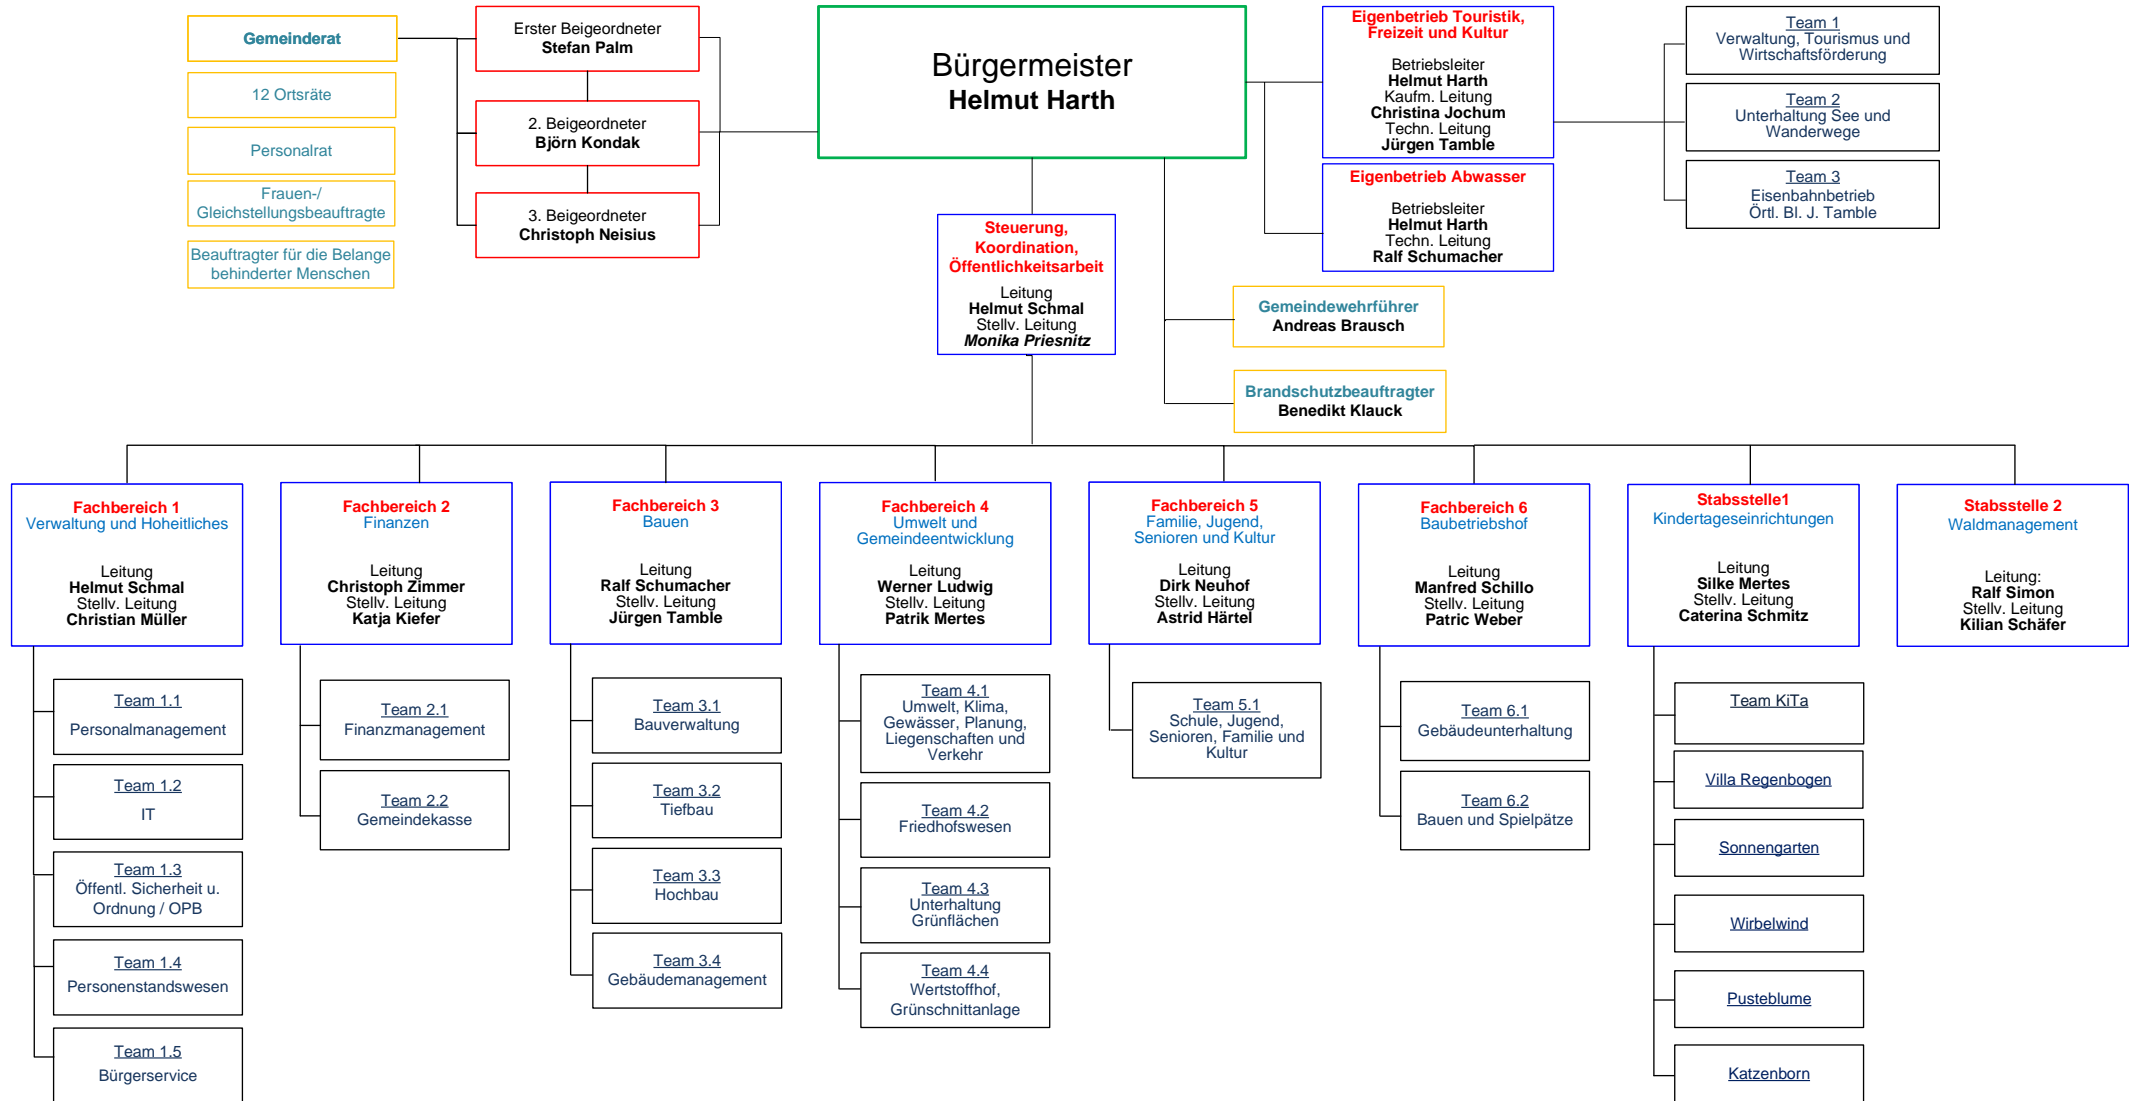 Gemeinderat
12 Ortsräte
Personalrat
Frauen-/
Gleichstellungsbeauftragte
Beauftragter für die Belange
behinderter Menschen
Erster Beigeordneter
Stefan Palm
2. Beigeordneter
Björn Kondak
3. Beigeordneter
Christoph Neisius
Bürgermeister
Helmut Harth
Eigenbetrieb Touristik,
Freizeit und Kultur
Betriebsleiter
Helmut Harth
Kaufm. Leitung
Christina Jochum
Techn. Leitung
Jürgen Tamble
Eigenbetrieb Abwasser
Betriebsleiter
Helmut Harth
Techn. Leitung
Ralf Schumacher
Team 1
Verwaltung, Tourismus und
Wirtschaftsförderung
Team 2
Unterhaltung See und
Wanderwege
Team 3
Eisenbahnbetrieb
Örtl. Bl. J. Tamble
Steuerung,
Koordination,
Öffentlichkeitsarbeit
Leitung
Helmut Schmal
Stellv. Leitung
Monika Priesnitz
Gemeindewehrführer
Andreas Brausch
Brandschutzbeauftragter
Benedikt Klauck
Fachbereich 1
Verwaltung und Hoheitliches
Leitung
Helmut Schmal
Stellv. Leitung
Christian Müller
Team 1.1
Personalmanagement
Team 1.2
IT
Team 1.3
Öffentl. Sicherheit u.
Ordnung / OPB
Team 1.4
Personenstandswesen
Team 1.5
Bürgerservice
Fachbereich 2
Finanzen
Leitung
Christoph Zimmer
Stellv. Leitung
Katja Kiefer
Team 2.1
Finanzmanagement
Team 2.2
Gemeindekasse
Fachbereich 3
Bauen
Leitung
Ralf Schumacher
Stellv. Leitung
Jürgen Tamble
Team 3.1
Bauverwaltung
Team 3.2
Tiefbau
Team 3.3
Hochbau
Team 3.4
Gebäudemanagement
Fachbereich 4
Umwelt und
Gemeindeentwicklung
Leitung
Werner Ludwig
Stellv. Leitung
Patrik Mertes
Team 4.1
Umwelt, Klima,
Gewässer, Planung,
Liegenschaften und
Verkehr
Team 4.2
Friedhofswesen
Team 4.3
Unterhaltung
Grünflächen
Team 4.4
Wertstoffhof,
Grünschnittanlage
Fachbereich 5
Familie, Jugend,
Senioren und Kultur
Leitung
Dirk Neuhof
Stellv. Leitung
Astrid Härtel
Team 5.1
Schule, Jugend,
Senioren, Familie und
Kultur
Fachbereich 6
Baubetriebshof
Leitung
Manfred Schillo
Stellv. Leitung
Patric Weber
Team 6.1
Gebäudeunterhaltung
Team 6.2
Bauen und Spielpätze
Stabsstelle1
Kindertageseinrichtungen
Leitung
Silke Mertes
Stellv. Leitung
Caterina Schmitz
Team KiTa
Villa Regenbogen
Sonnengarten
Wirbelwind
Pusteblume
Katzenborn
Stabsstelle 2
Waldmanagement
Leitung:
Ralf Simon
Stellv. Leitung
Kilian Schäfer